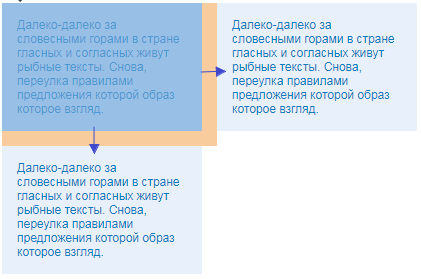 Далеко-далеко за
словесными горами в стране
гласных и согласных живут
рыбные тексты. Снова,
переулка правилами
предложения которой образ
которое взгляд.
Далеко-далеко за
словесными горами в стране
гласных и согласных живут
рыбные тексты. Снова,
переулка правилами
предложения которой образ
которое взгляд.
Далеко-далеко за
словесными горами в стране
гласных и согласных живут
рыбные тексты. Снова,
переулка правилами
предложения которой образ
которое взгляд.